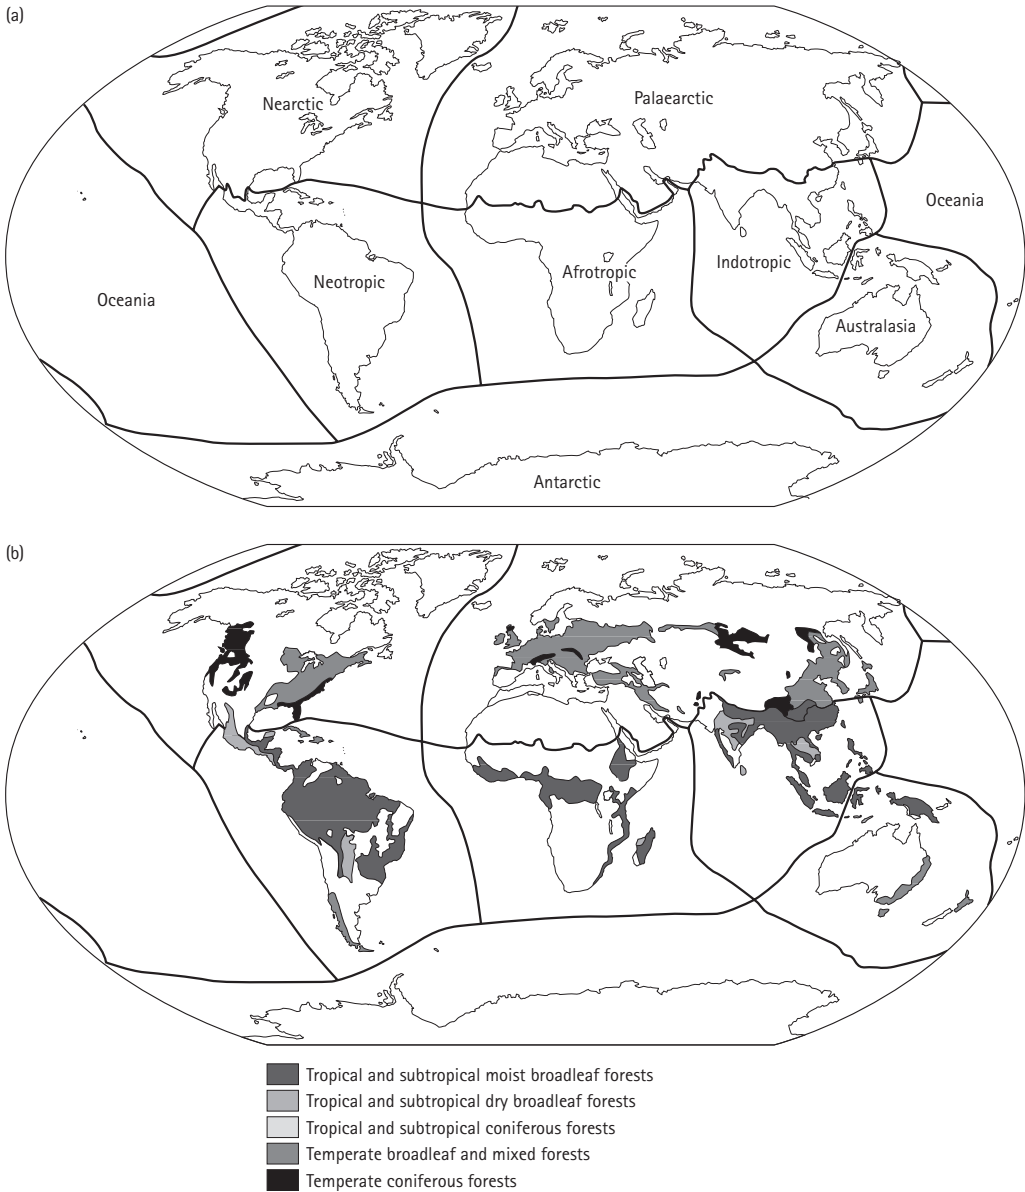 (a)
Nearctic
Palaearctic
Oceania
Neotropic
Afrotropic
Indotropic
Oceania
Australasia
Antarctic
(b)
Tropical and subtropical moist broadleaf forests
Tropical and subtropical dry broadleaf forests
Tropical and subtropical coniferous forests
Temperate broadleaf and mixed forests
Temperate coniferous forests